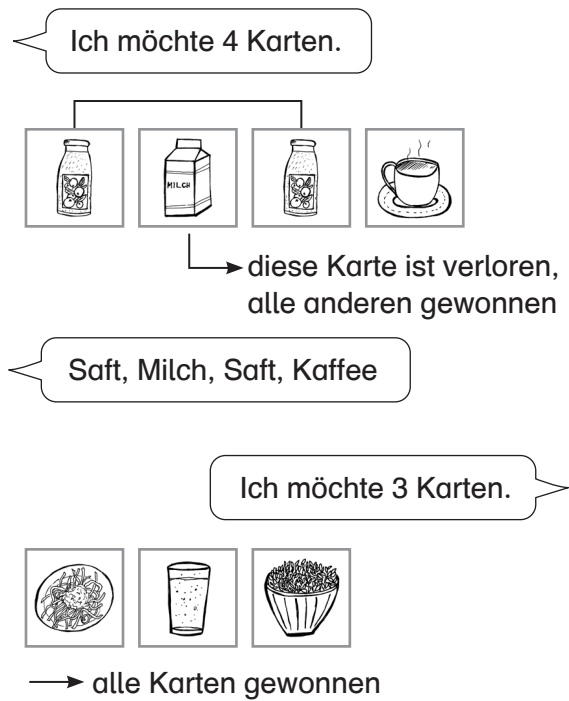 Ich möchte 4 Karten.
MILCH
diese Karte ist verloren,
alle anderen gewonnen
Saft, Milch, Saft, Kaffee
Ich möchte 3 Karten.
alle Karten gewonnen